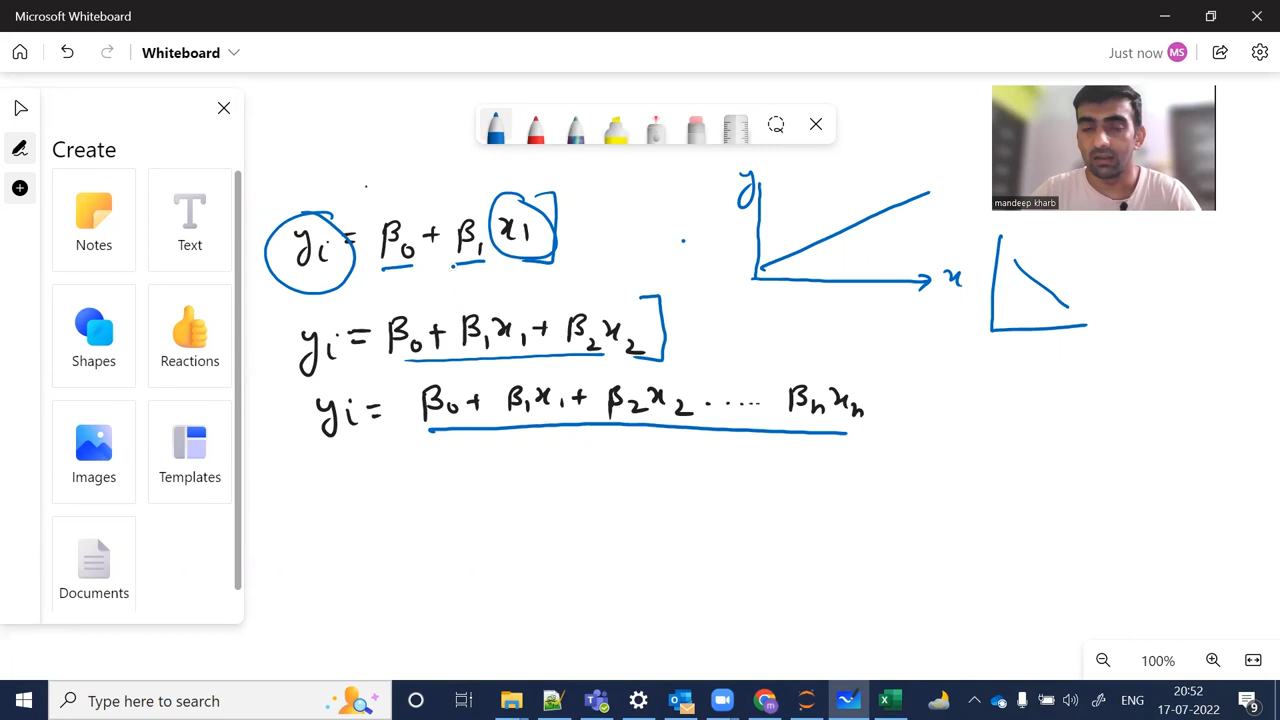 Microsoft Whiteboard
Whiteboard
Just now MS
Create
Notes
Text
Shapes
Reactions
Images
Templates
Documents
yᵢ = β₀ + β₁ x₁
yᵢ = β₀ + β₁x₁ + β₂x₂
yᵢ = β₀ + β₁x₁ + β₂x₂ . ..... βₙxₙ
y
x
mandeep kharb
100%
Type here to search
ENG
20:52
17-07-2022
9